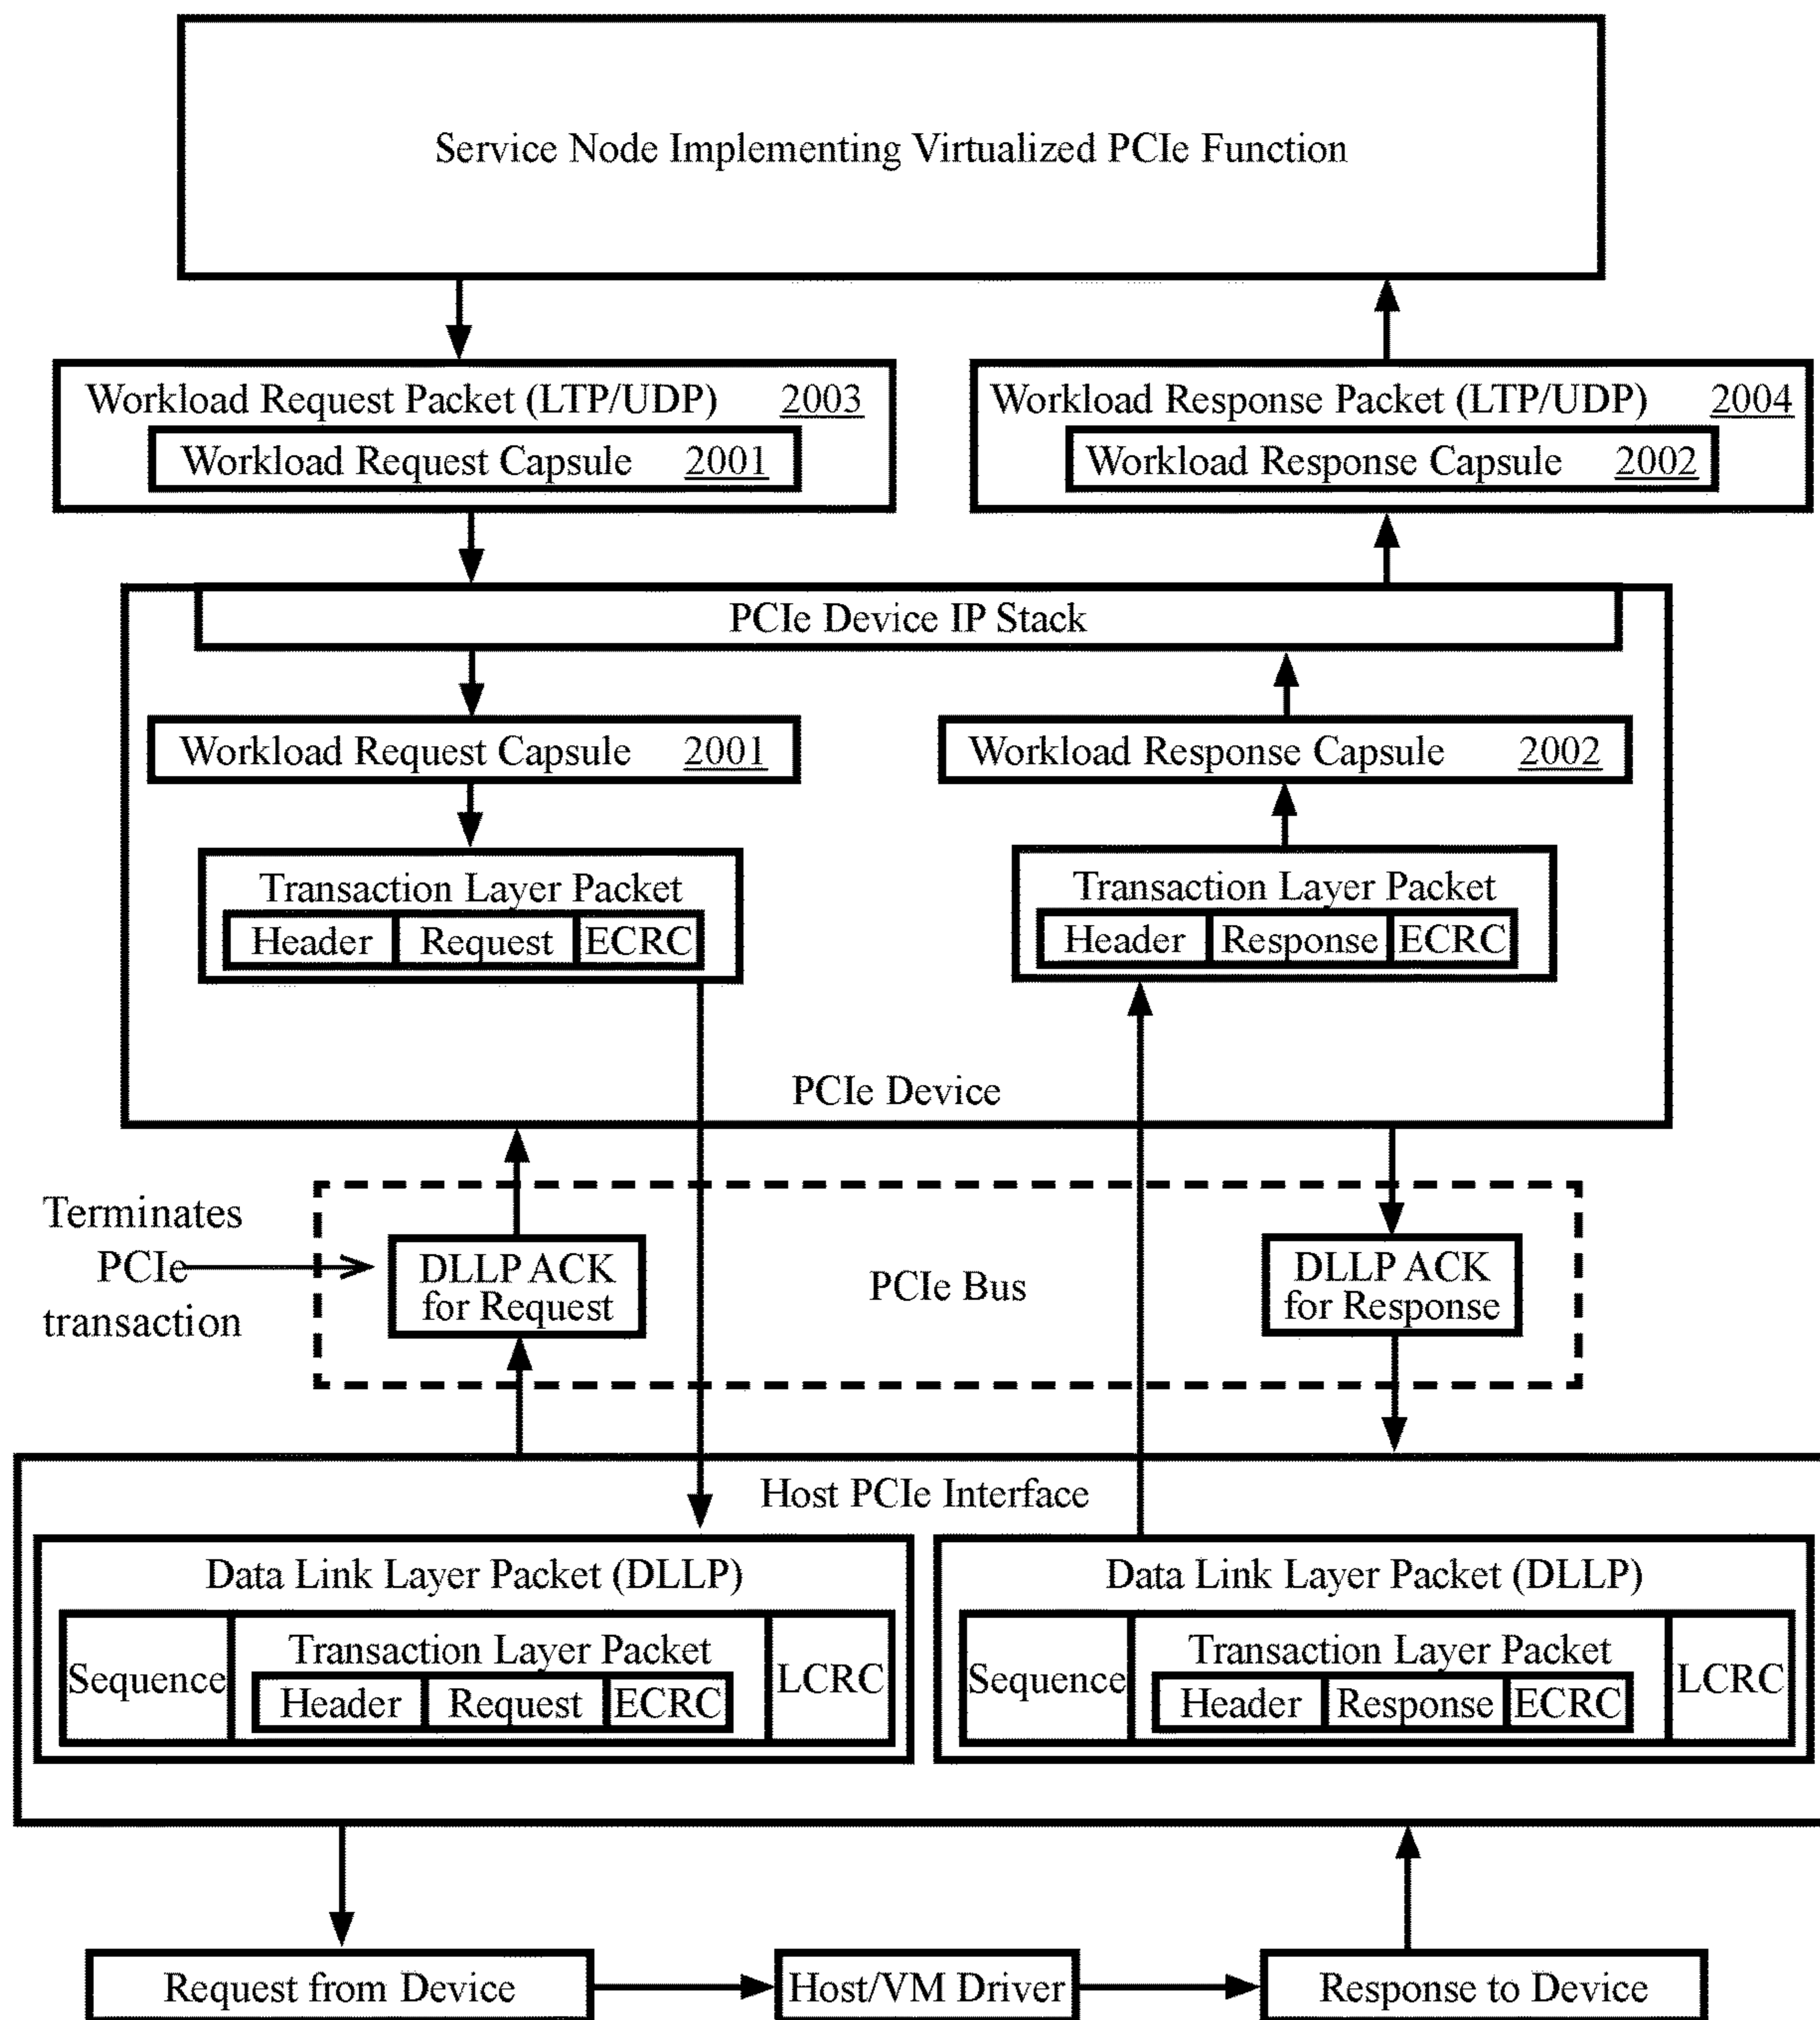 Service Node Implementing Virtualized PCIe Function
Workload Request Packet (LTP/UDP) 2003
Workload Request Capsule 2001
Workload Response Packet (LTP/UDP) 2004
Workload Response Capsule 2002
PCIe Device IP Stack
Workload Request Capsule 2001
Workload Response Capsule 2002
Transaction Layer Packet
Header Request ECRC
Transaction Layer Packet
Header Response ECRC
PCIe Device
Terminates
PCIe
transaction
DLLP ACK
for Request
PCIe Bus
DLLP ACK
for Response
Host PCIe Interface
Data Link Layer Packet (DLLP)
Sequence
Transaction Layer Packet
Header Request ECRC
LCRC
Data Link Layer Packet (DLLP)
Sequence
Transaction Layer Packet
Header Response ECRC
LCRC
Request from Device
Host/VM Driver
Response to Device